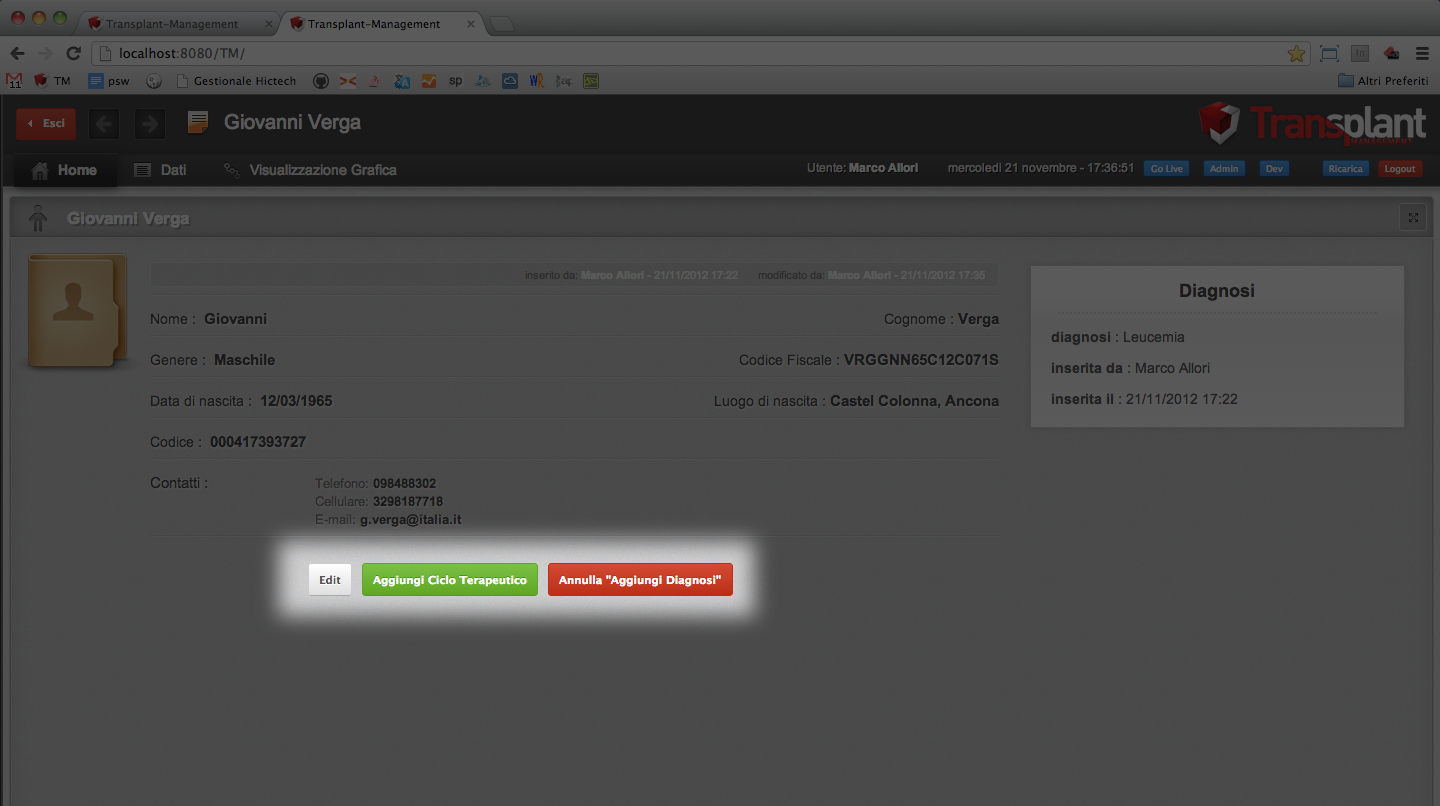 Transplant-Management
Transplant-Management
localhost:8080/TM/
11 TM psw Gestionale Hictech sp Altri Preferiti
Esci Giovanni Verga Transplant
MANAGEMENT
Home Dati Visualizzazione Grafica Utente: Marco Allori mercoledì 21 novembre - 17:36:51 Go Live Admin Dev Ricarica Logout
Giovanni Verga
inserito da: Marco Allori - 21/11/2012 17:22 modificato da: Marco Allori - 21/11/2012 17:35
Nome : Giovanni Cognome : Verga
Genere : Maschile Codice Fiscale : VRGGNN65C12C071S
Data di nascita : 12/03/1965 Luogo di nascita : Castel Colonna, Ancona
Codice : 000417393727
Contatti : Telefono: 098488302
Cellulare: 3298187718
E-mail: g.verga@italia.it
Diagnosi
diagnosi : Leucemia
inserita da : Marco Allori
inserita il : 21/11/2012 17:22
Edit Aggiungi Ciclo Terapeutico Annulla "Aggiungi Diagnosi"